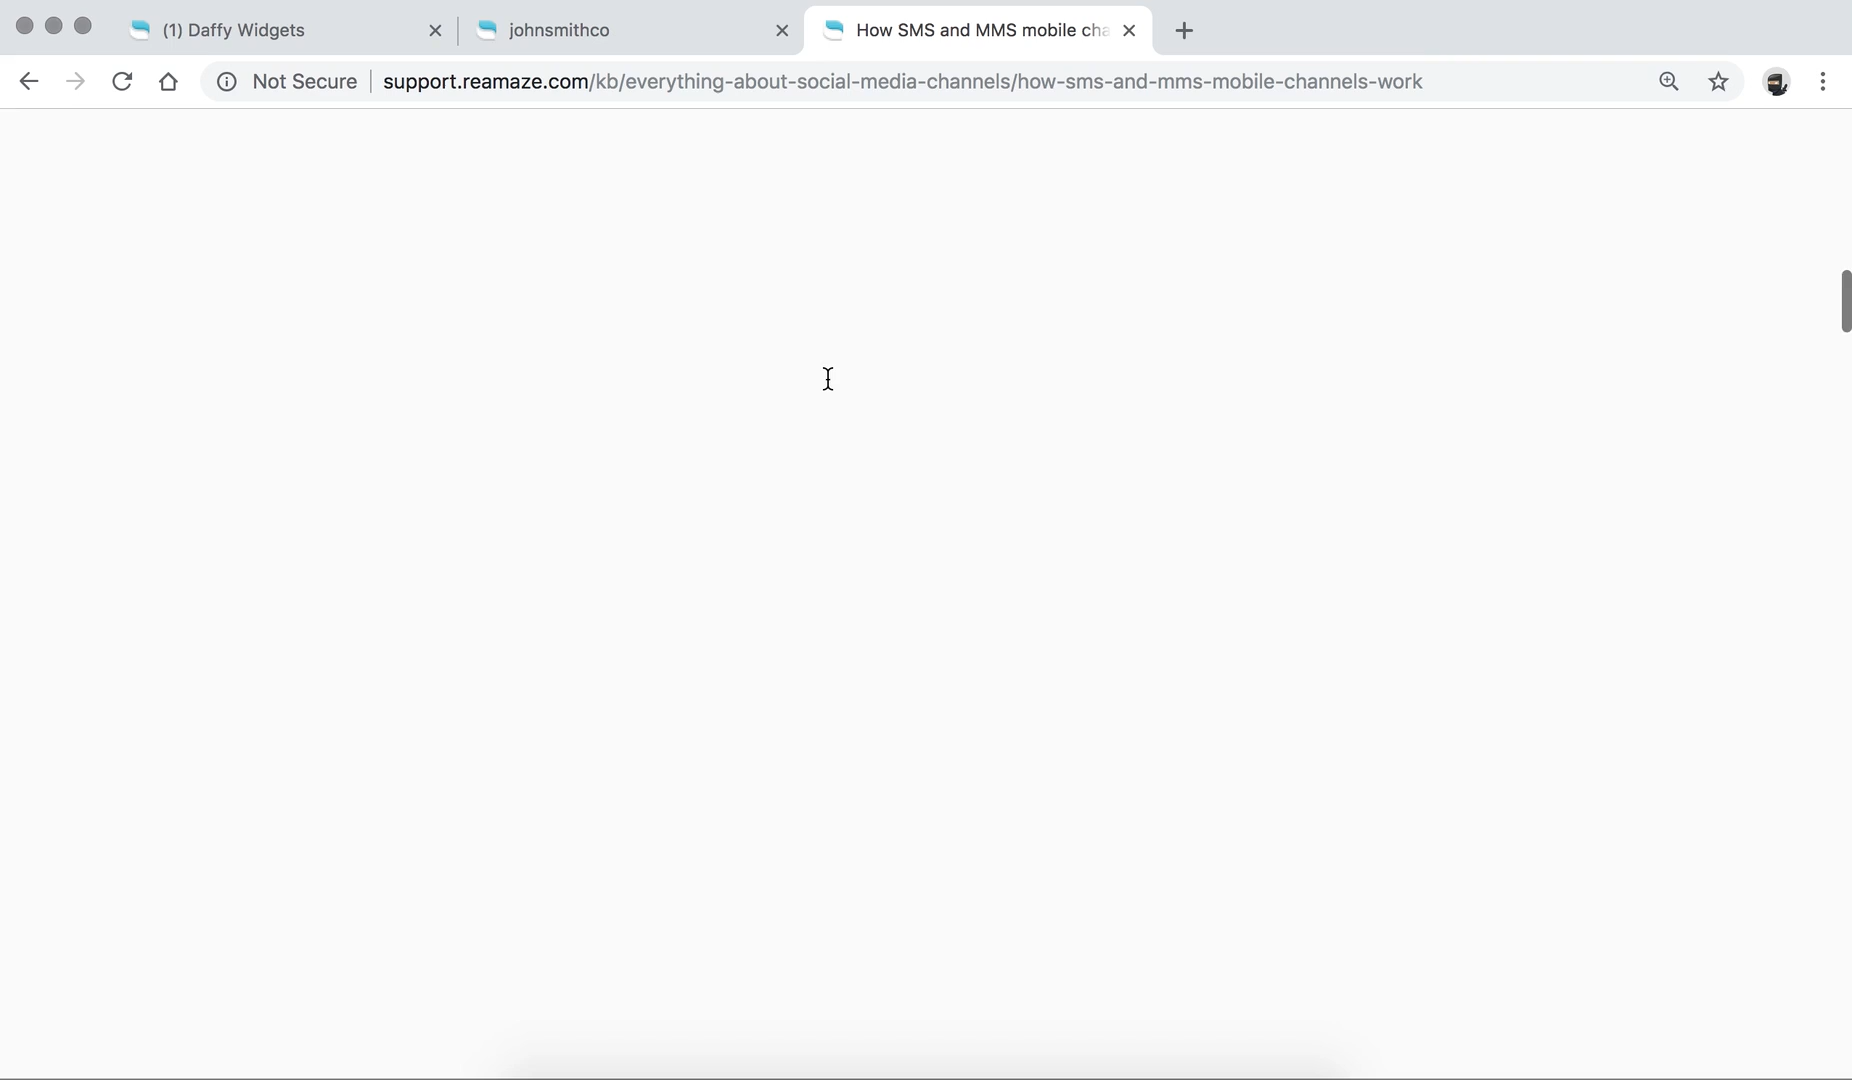 (1) Daffy Widgets
johnsmithco
How SMS and MMS mobile cha
Not Secure
support.reamaze.com/kb/everything-about-social-media-channels/how-sms-and-mms-mobile-channels-work